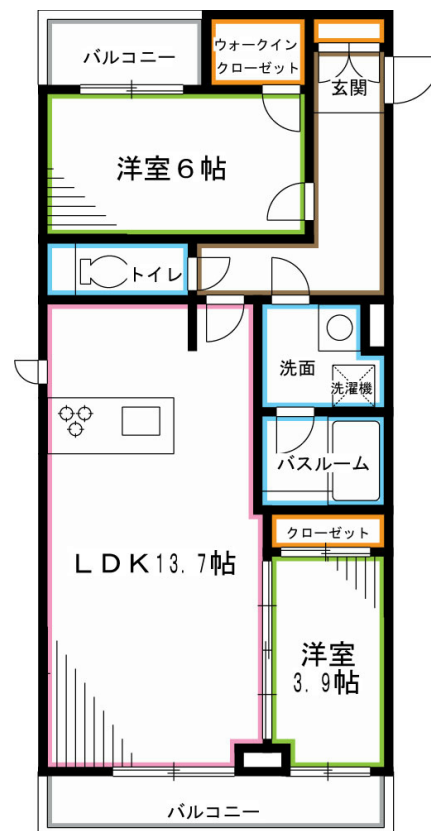 バルコニー
ウォークイン
クローゼット
玄関
洋室6帖
トイレ
洗面
洗濯機
バスルーム
クローゼット
LDK13.7帖
洋室
3.9帖
バルコニー